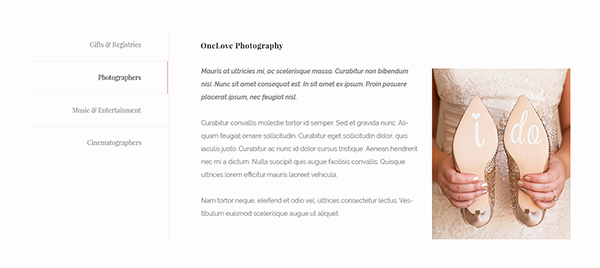 Gifts & Registries
Photographers
Music & Entertainment
Cinematographers
OneLove Photography
Mauris at ultricies mi, ac scelerisque massa. Curabitur non bibendum
nisi. Nunc sit amet consequat est. In sit amet ex ipsum. Proin posuere
placerat ipsum, nec feugiat nisl.
Curabitur convallis molestie tortor id semper. Sed et gravida nunc. Ali-
quam feugiat ornare sollicitudin. Curabitur eget sollicitudin dolor, quis
iaculis justo. Curabitur ac nunc id dolor cursus tristique. Aenean hendrerit
nec mi a dictum. Nulla suscipit quis augue facilisis convallis. Quisque
ultrices lorem efficitur mauris laoreet vehicula.
Nam tortor neque, eleifend et odio vel, ultrices consectetur lectus. Ves-
tibulum euismod scelerisque augue ut aliquet.
i do